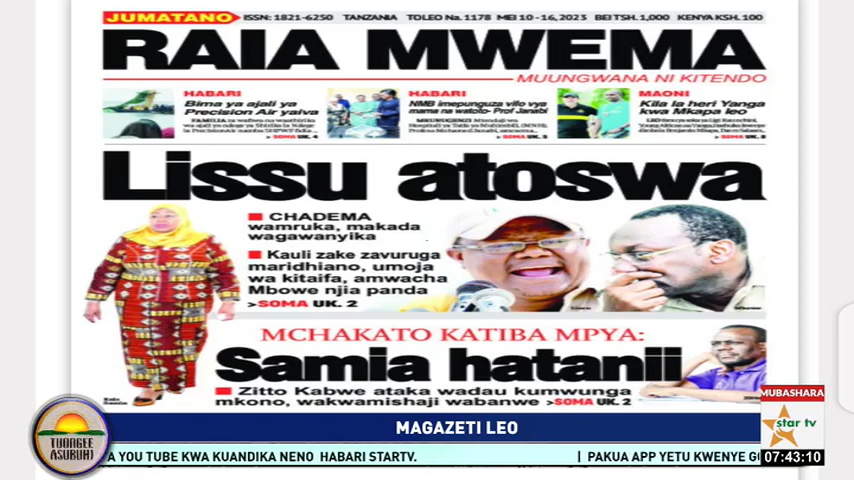 JUMATANO ISSN: 1821-6250 TANZANIA TOLEO Na. 1178 MEI 10 - 16, 2023 BEI TSH. 1,000 KENYA KSH. 100
RAIA MWEMA
MUUNGWANA NI KITENDO
HABARI
Bima ya ajali ya
Precision Air yaiva
SOMA UK. 4
HABARI
NMB imepunguza vifo vya
mama na watoto- Prof Janabi
SOMA UK. 5
MAONI
Kila la heri Yanga
kwa Mkapa leo
SOMA UK. 8
Lissu atoswa
CHADEMA
wamruka, makada
wagawanyika
Kauli zake zavuruga
maridhiano, umoja
wa kitaifa, amwacha
Mbowe njia panda
>SOMA UK. 2
MCHAKATO KATIBA MPYA:
Samia hatanii
Zitto Kabwe ataka wadau kumwunga
mkono, wakwamishaji wabanwe >SOMA UK. 2
MUBASHARA
star tv
07:43:10
TUONGEE
ASUBUHI
MAGAZETI LEO
A YOU TUBE KWA KUANDIKA NENO HABARI STARTV. | PAKUA APP YETU KWENYE